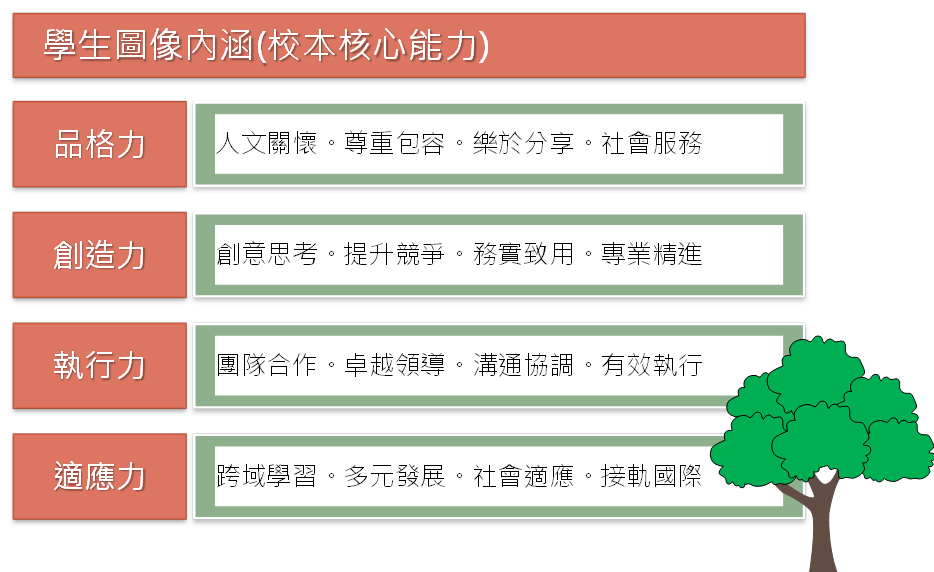 學生圖像內涵(校本核心能力)
品格力
人文關懷。尊重包容。樂於分享。社會服務
創造力
創意思考。提升競爭。務實致用。專業精進
執行力
團隊合作。卓越領導。溝通協調。有效執行
適應力
跨域學習。多元發展。社會適應。接軌國際